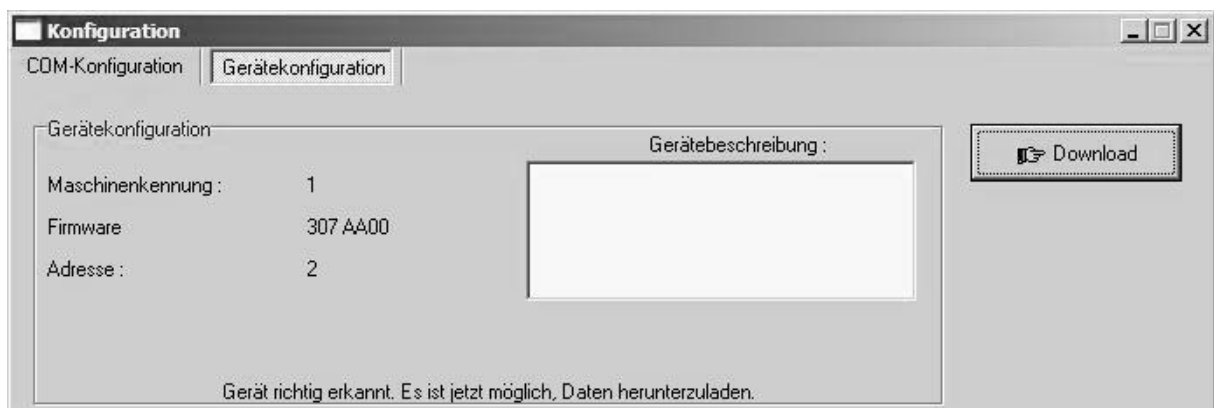 Konfiguration
COM-Konfiguration
Gerätekonfiguration
Gerätekonfiguration
Gerätebeschreibung :
Download
Maschinenkennung : 1
Firmware 307 AA00
Adresse : 2
Gerät richtig erkannt. Es ist jetzt möglich, Daten herunterzuladen.